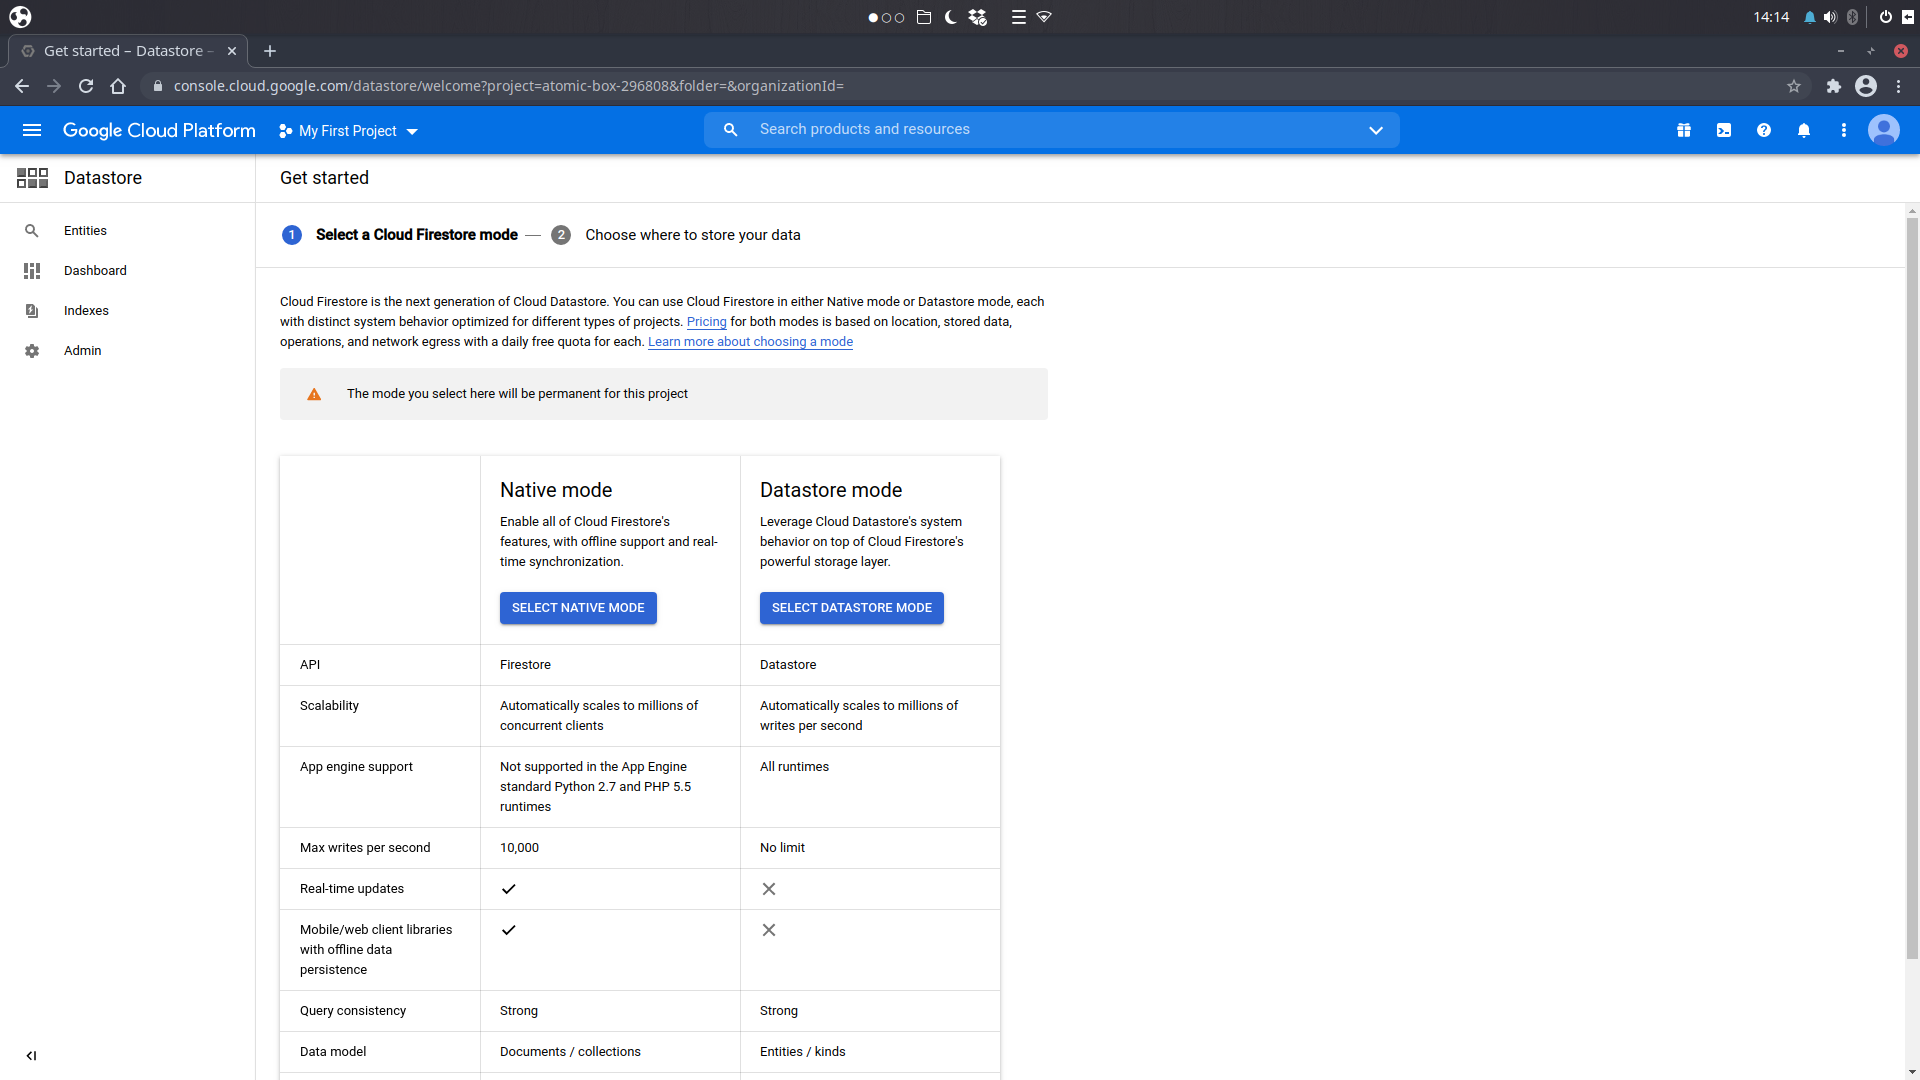 14:14
Get started – Datastore –
console.cloud.google.com/datastore/welcome?project=atomic-box-296808&folder=&organizationId=
Google Cloud Platform
My First Project
Search products and resources
Datastore
Get started
Entities
Dashboard
Indexes
Admin
1 Select a Cloud Firestore mode — 2 Choose where to store your data
Cloud Firestore is the next generation of Cloud Datastore. You can use Cloud Firestore in either Native mode or Datastore mode, each
with distinct system behavior optimized for different types of projects. Pricing for both modes is based on location, stored data,
operations, and network egress with a daily free quota for each. Learn more about choosing a mode
The mode you select here will be permanent for this project
Native mode
Enable all of Cloud Firestore's
features, with offline support and real-
time synchronization.
SELECT NATIVE MODE
Datastore mode
Leverage Cloud Datastore's system
behavior on top of Cloud Firestore's
powerful storage layer.
SELECT DATASTORE MODE
API
Firestore
Datastore
Scalability
Automatically scales to millions of
concurrent clients
Automatically scales to millions of
writes per second
App engine support
Not supported in the App Engine
standard Python 2.7 and PHP 5.5
runtimes
All runtimes
Max writes per second
10,000
No limit
Real-time updates
Mobile/web client libraries
with offline data
persistence
Query consistency
Strong
Strong
Data model
Documents / collections
Entities / kinds